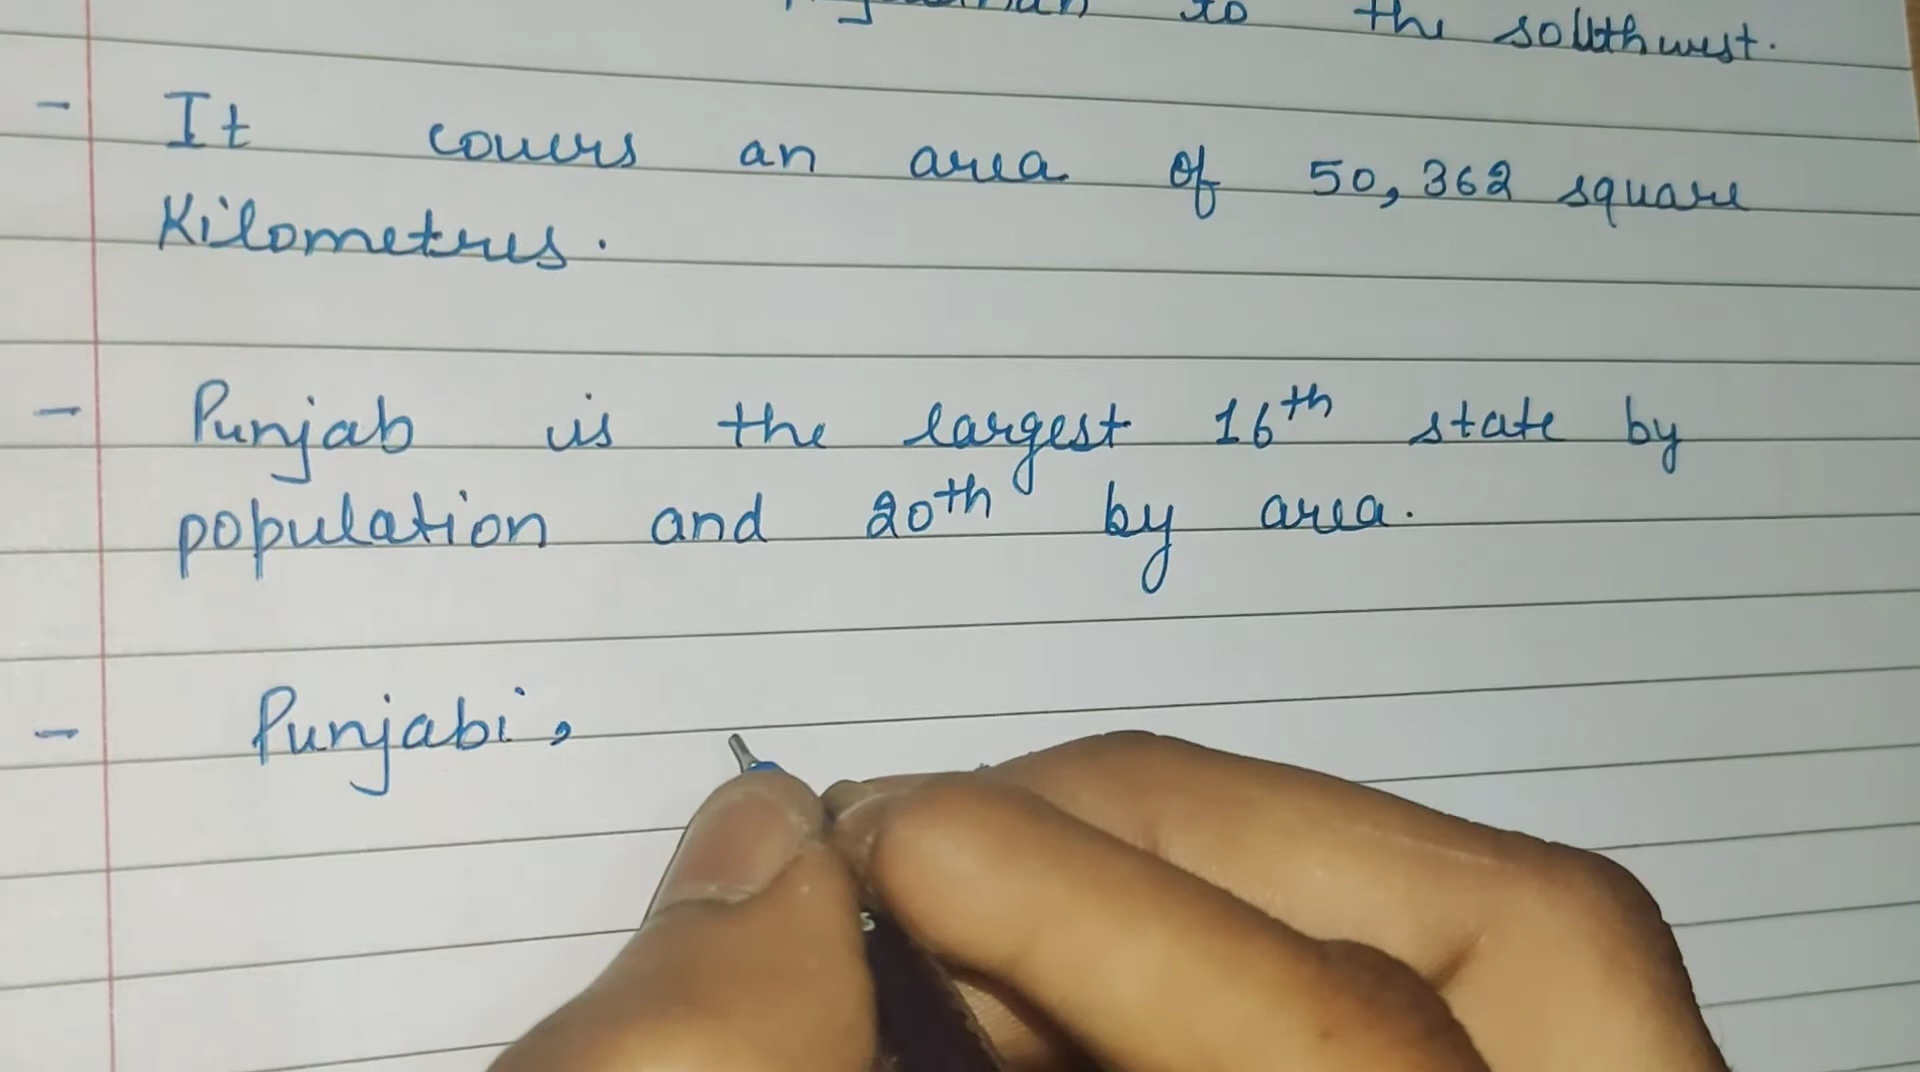 to the southwest.
- It covers an area of 50,362 square
Kilometres.
- Punjab is the largest 16th state by
population and 20th by area.
- Punjabi,